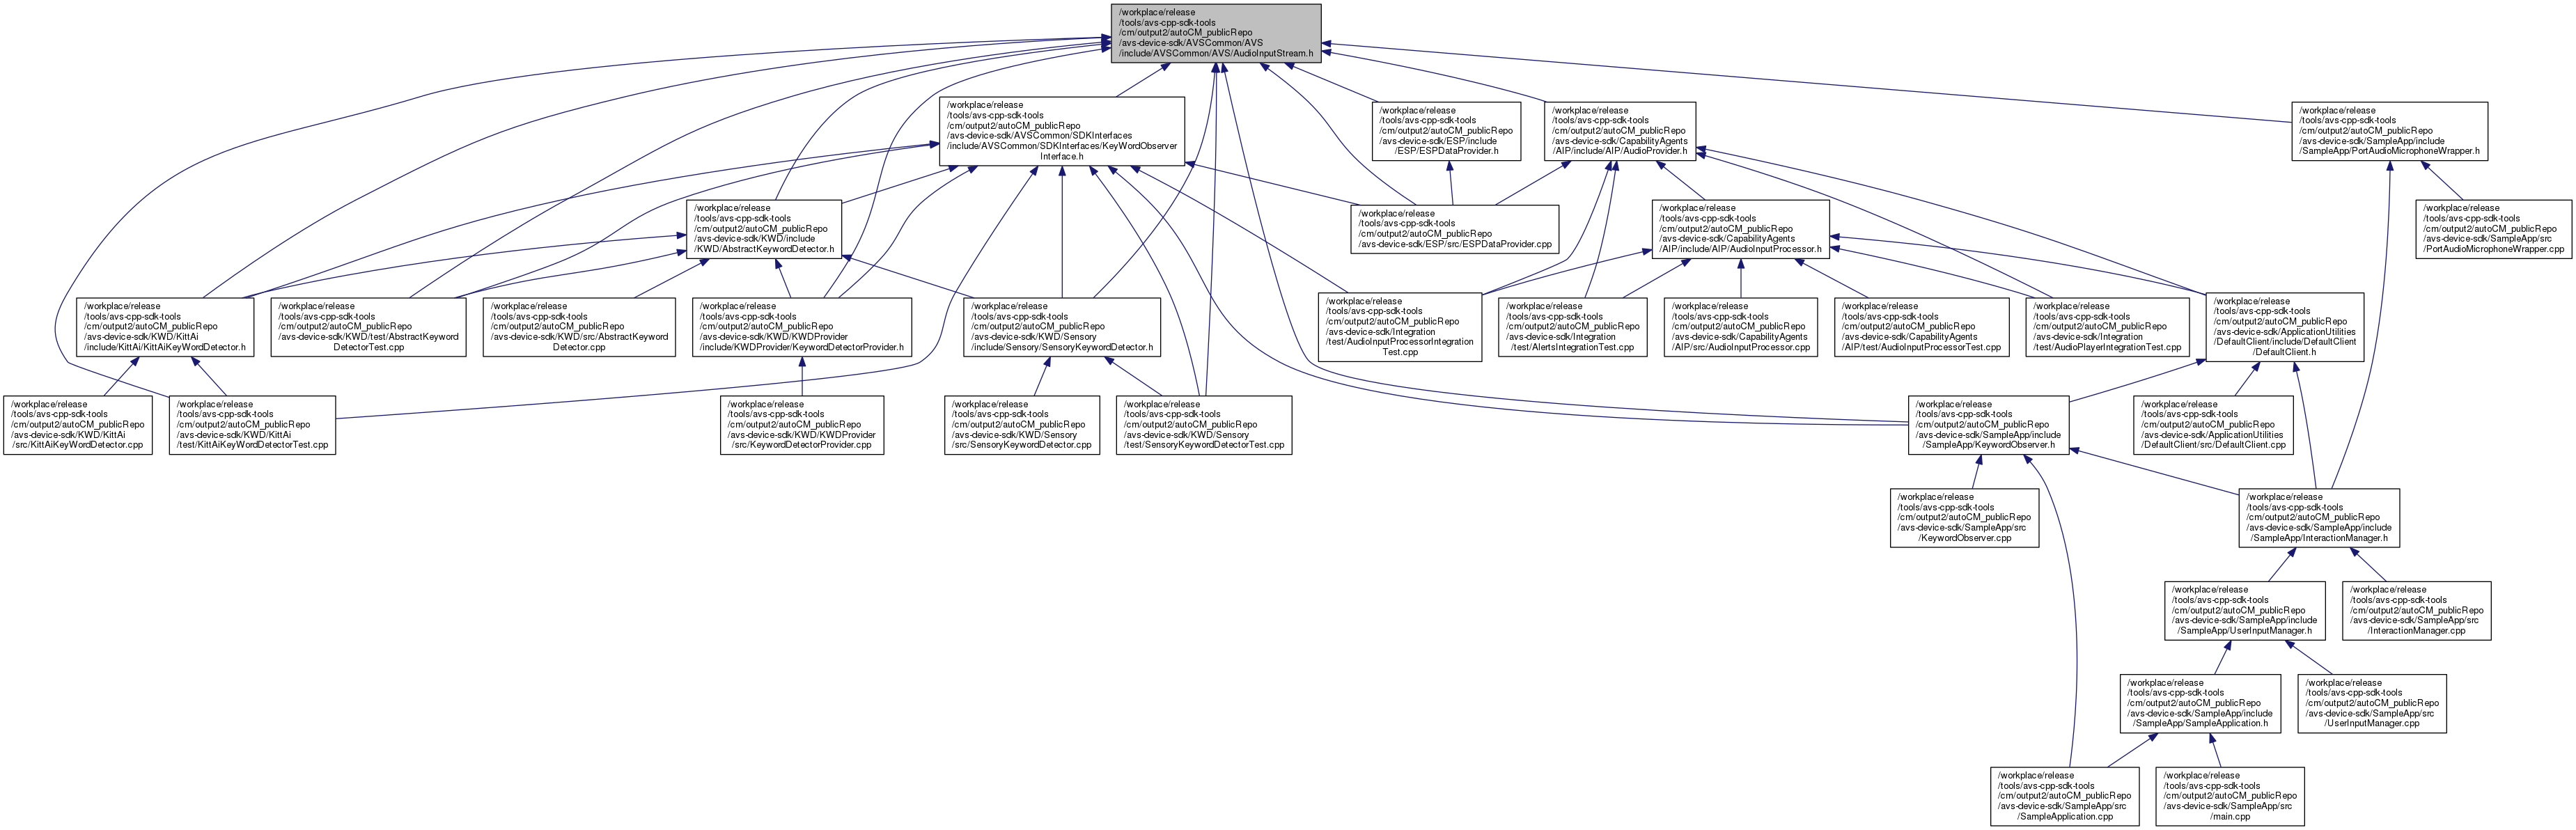 /workplace/release
/tools/avs-cpp-sdk-tools
/cm/output2/autoCM_publicRepo
/avs-device-sdk/AVSCommon/AVS
/include/AVSCommon/AVS/AudioInputStream.h
/workplace/release
/tools/avs-cpp-sdk-tools
/cm/output2/autoCM_publicRepo
/avs-device-sdk/AVSCommon/SDKInterfaces
/include/AVSCommon/SDKInterfaces/KeyWordObserver
Interface.h
/workplace/release
/tools/avs-cpp-sdk-tools
/cm/output2/autoCM_publicRepo
/avs-device-sdk/ESP/include
/ESP/ESPDataProvider.h
/workplace/release
/tools/avs-cpp-sdk-tools
/cm/output2/autoCM_publicRepo
/avs-device-sdk/CapabilityAgents
/AIP/include/AIP/AudioProvider.h
/workplace/release
/tools/avs-cpp-sdk-tools
/cm/output2/autoCM_publicRepo
/avs-device-sdk/SampleApp/include
/SampleApp/PortAudioMicrophoneWrapper.h
/workplace/release
/tools/avs-cpp-sdk-tools
/cm/output2/autoCM_publicRepo
/avs-device-sdk/KWD/include
/KWD/AbstractKeywordDetector.h
/workplace/release
/tools/avs-cpp-sdk-tools
/cm/output2/autoCM_publicRepo
/avs-device-sdk/ESP/src/ESPDataProvider.cpp
/workplace/release
/tools/avs-cpp-sdk-tools
/cm/output2/autoCM_publicRepo
/avs-device-sdk/CapabilityAgents
/AIP/include/AIP/AudioInputProcessor.h
/workplace/release
/tools/avs-cpp-sdk-tools
/cm/output2/autoCM_publicRepo
/avs-device-sdk/SampleApp/src
/PortAudioMicrophoneWrapper.cpp
/workplace/release
/tools/avs-cpp-sdk-tools
/cm/output2/autoCM_publicRepo
/avs-device-sdk/KWD/KittAi
/include/KittAi/KittAiKeyWordDetector.h
/workplace/release
/tools/avs-cpp-sdk-tools
/cm/output2/autoCM_publicRepo
/avs-device-sdk/KWD/test/AbstractKeyword
DetectorTest.cpp
/workplace/release
/tools/avs-cpp-sdk-tools
/cm/output2/autoCM_publicRepo
/avs-device-sdk/KWD/src/AbstractKeyword
Detector.cpp
/workplace/release
/tools/avs-cpp-sdk-tools
/cm/output2/autoCM_publicRepo
/avs-device-sdk/KWD/KWDProvider
/include/KWDProvider/KeywordDetectorProvider.h
/workplace/release
/tools/avs-cpp-sdk-tools
/cm/output2/autoCM_publicRepo
/avs-device-sdk/KWD/Sensory
/include/Sensory/SensoryKeywordDetector.h
/workplace/release
/tools/avs-cpp-sdk-tools
/cm/output2/autoCM_publicRepo
/avs-device-sdk/Integration
/test/AudioInputProcessorIntegration
Test.cpp
/workplace/release
/tools/avs-cpp-sdk-tools
/cm/output2/autoCM_publicRepo
/avs-device-sdk/Integration
/test/AlertsIntegrationTest.cpp
/workplace/release
/tools/avs-cpp-sdk-tools
/cm/output2/autoCM_publicRepo
/avs-device-sdk/CapabilityAgents
/AIP/src/AudioInputProcessor.cpp
/workplace/release
/tools/avs-cpp-sdk-tools
/cm/output2/autoCM_publicRepo
/avs-device-sdk/CapabilityAgents
/AIP/test/AudioInputProcessorTest.cpp
/workplace/release
/tools/avs-cpp-sdk-tools
/cm/output2/autoCM_publicRepo
/avs-device-sdk/Integration
/test/AudioPlayerIntegrationTest.cpp
/workplace/release
/tools/avs-cpp-sdk-tools
/cm/output2/autoCM_publicRepo
/avs-device-sdk/ApplicationUtilities
/DefaultClient/include/DefaultClient
/DefaultClient.h
/workplace/release
/tools/avs-cpp-sdk-tools
/cm/output2/autoCM_publicRepo
/avs-device-sdk/KWD/KittAi
/src/KittAiKeyWordDetector.cpp
/workplace/release
/tools/avs-cpp-sdk-tools
/cm/output2/autoCM_publicRepo
/avs-device-sdk/KWD/KittAi
/test/KittAiKeyWordDetectorTest.cpp
/workplace/release
/tools/avs-cpp-sdk-tools
/cm/output2/autoCM_publicRepo
/avs-device-sdk/KWD/KWDProvider
/src/KeywordDetectorProvider.cpp
/workplace/release
/tools/avs-cpp-sdk-tools
/cm/output2/autoCM_publicRepo
/avs-device-sdk/KWD/Sensory
/src/SensoryKeywordDetector.cpp
/workplace/release
/tools/avs-cpp-sdk-tools
/cm/output2/autoCM_publicRepo
/avs-device-sdk/KWD/Sensory
/test/SensoryKeywordDetectorTest.cpp
/workplace/release
/tools/avs-cpp-sdk-tools
/cm/output2/autoCM_publicRepo
/avs-device-sdk/SampleApp/include
/SampleApp/KeywordObserver.h
/workplace/release
/tools/avs-cpp-sdk-tools
/cm/output2/autoCM_publicRepo
/avs-device-sdk/ApplicationUtilities
/DefaultClient/src/DefaultClient.cpp
/workplace/release
/tools/avs-cpp-sdk-tools
/cm/output2/autoCM_publicRepo
/avs-device-sdk/SampleApp/src
/KeywordObserver.cpp
/workplace/release
/tools/avs-cpp-sdk-tools
/cm/output2/autoCM_publicRepo
/avs-device-sdk/SampleApp/include
/SampleApp/InteractionManager.h
/workplace/release
/tools/avs-cpp-sdk-tools
/cm/output2/autoCM_publicRepo
/avs-device-sdk/SampleApp/include
/SampleApp/UserInputManager.h
/workplace/release
/tools/avs-cpp-sdk-tools
/cm/output2/autoCM_publicRepo
/avs-device-sdk/SampleApp/src
/InteractionManager.cpp
/workplace/release
/tools/avs-cpp-sdk-tools
/cm/output2/autoCM_publicRepo
/avs-device-sdk/SampleApp/include
/SampleApp/SampleApplication.h
/workplace/release
/tools/avs-cpp-sdk-tools
/cm/output2/autoCM_publicRepo
/avs-device-sdk/SampleApp/src
/UserInputManager.cpp
/workplace/release
/tools/avs-cpp-sdk-tools
/cm/output2/autoCM_publicRepo
/avs-device-sdk/SampleApp/src
/SampleApplication.cpp
/workplace/release
/tools/avs-cpp-sdk-tools
/cm/output2/autoCM_publicRepo
/avs-device-sdk/SampleApp/src
/main.cpp